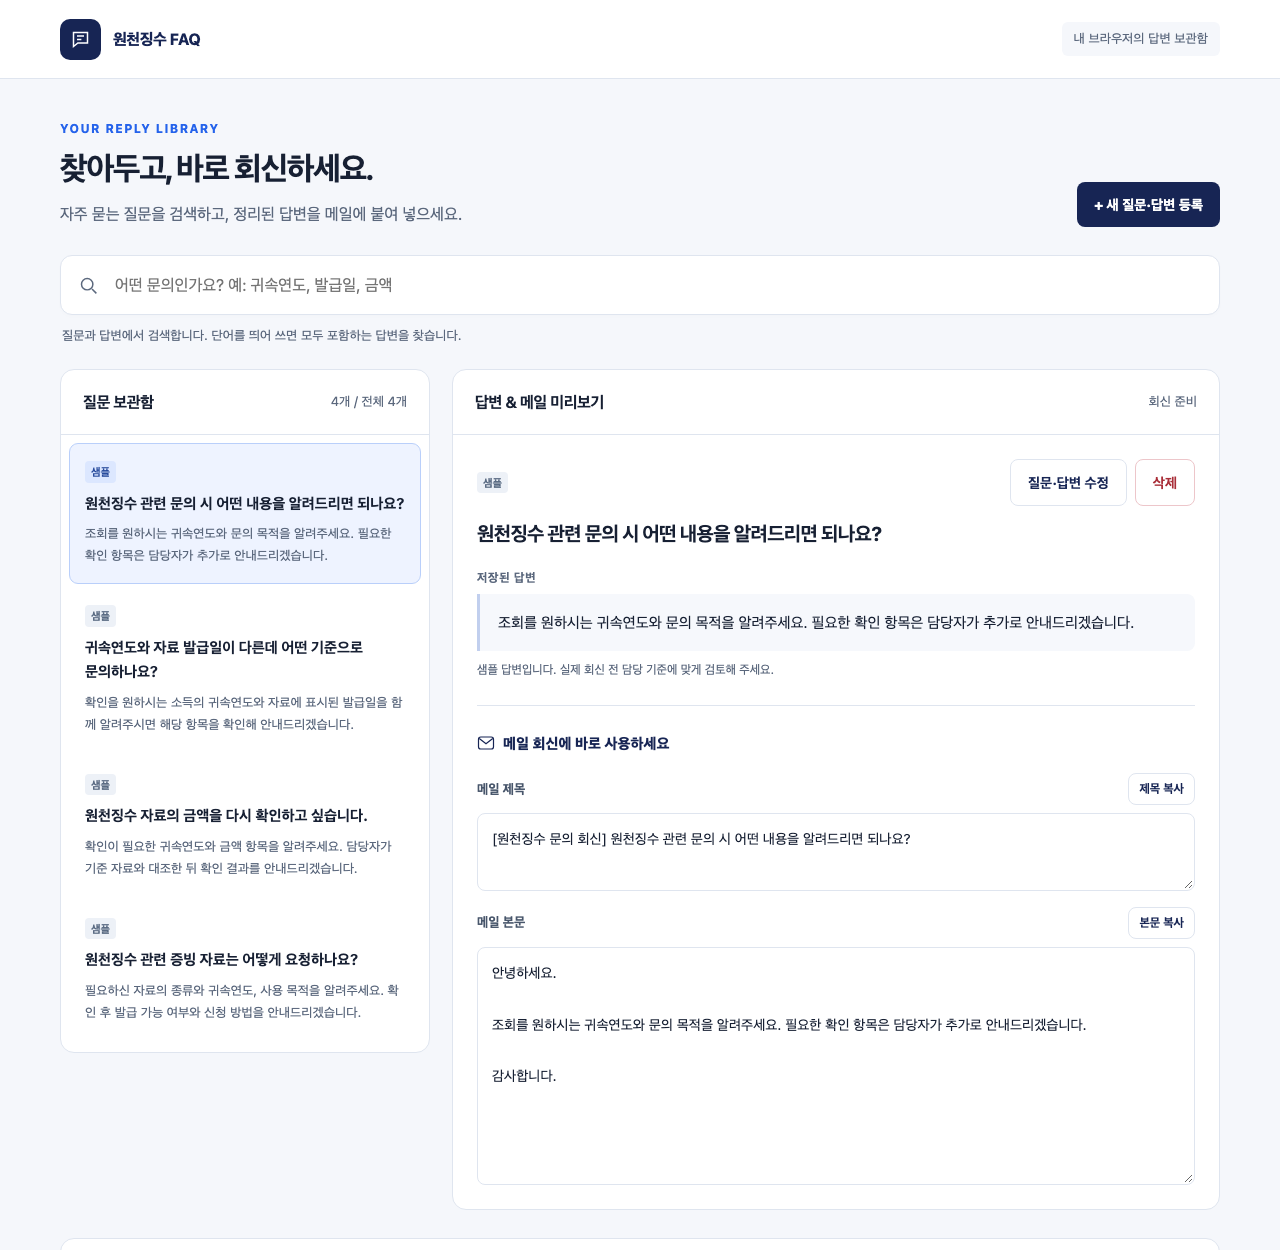 원천징수 FAQ
내 브라우저의 답변 보관함
YOUR REPLY LIBRARY
찾아두고, 바로 회신하세요.
자주 묻는 질문을 검색하고, 정리된 답변을 메일에 붙여 넣으세요.
+ 새 질문·답변 등록
어떤 문의인가요? 예: 귀속연도, 발급일, 금액
질문과 답변에서 검색합니다. 단어를 띄어 쓰면 모두 포함하는 답변을 찾습니다.
질문 보관함
4개 / 전체 4개
샘플
원천징수 관련 문의 시 어떤 내용을 알려드리면 되나요?
조회를 원하시는 귀속연도와 문의 목적을 알려주세요. 필요한
확인 항목은 담당자가 추가로 안내드리겠습니다.
샘플
귀속연도와 자료 발급일이 다른데 어떤 기준으로
문의하나요?
확인을 원하시는 소득의 귀속연도와 자료에 표시된 발급일을 함
께 알려주시면 해당 항목을 확인해 안내드리겠습니다.
샘플
원천징수 자료의 금액을 다시 확인하고 싶습니다.
확인이 필요한 귀속연도와 금액 항목을 알려주세요. 담당자가
기준 자료와 대조한 뒤 확인 결과를 안내드리겠습니다.
샘플
원천징수 관련 증빙 자료는 어떻게 요청하나요?
필요하신 자료의 종류와 귀속연도, 사용 목적을 알려주세요. 확
인 후 발급 가능 여부와 신청 방법을 안내드리겠습니다.
답변 & 메일 미리보기
회신 준비
샘플
질문·답변 수정
삭제
원천징수 관련 문의 시 어떤 내용을 알려드리면 되나요?
저장된 답변
조회를 원하시는 귀속연도와 문의 목적을 알려주세요. 필요한 확인 항목은 담당자가 추가로 안내드리겠습니다.
샘플 답변입니다. 실제 회신 전 담당 기준에 맞게 검토해 주세요.
메일 회신에 바로 사용하세요
메일 제목
제목 복사
[원천징수 문의 회신] 원천징수 관련 문의 시 어떤 내용을 알려드리면 되나요?
메일 본문
본문 복사
안녕하세요.
조회를 원하시는 귀속연도와 문의 목적을 알려주세요. 필요한 확인 항목은 담당자가 추가로 안내드리겠습니다.
감사합니다.